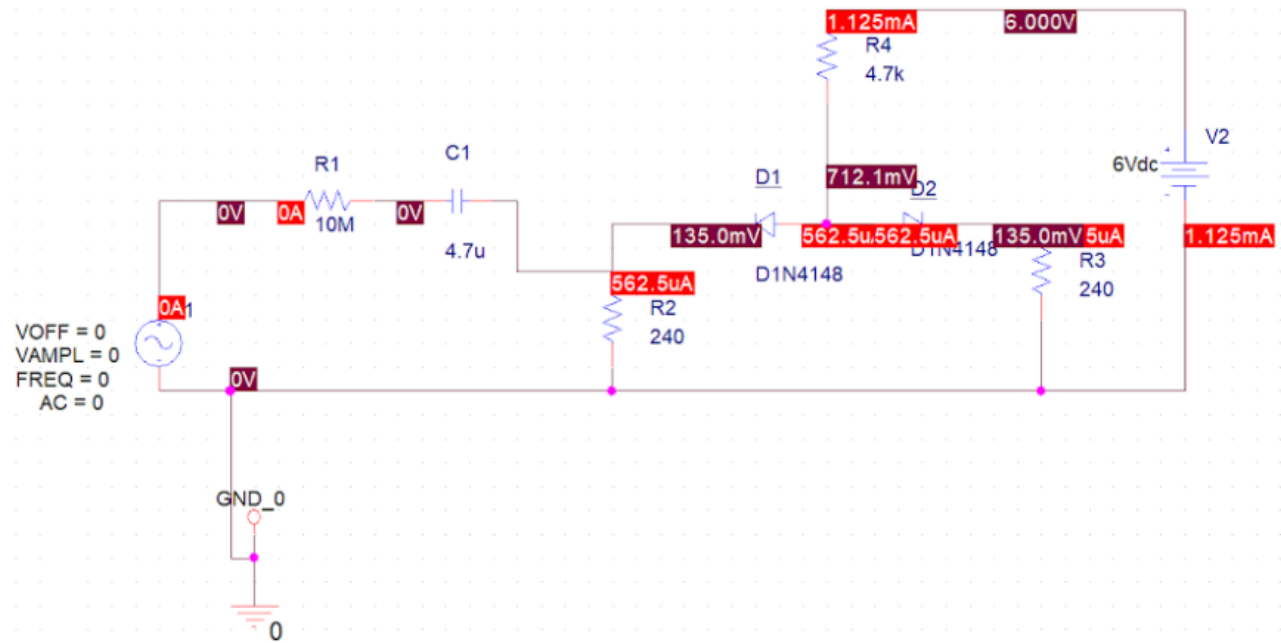 1.125mA
6.000V
R4
4.7k
V2
6Vdc
R1
C1
D1
712.1mV
D2
0V
0A
10M
0V
4.7u
135.0mV
562.5u
562.5uA
135.0mV
5uA
1.125mA
D1N4148
D1N4148
R3
240
562.5uA
R2
240
0A
1
VOFF = 0
VAMPL = 0
FREQ = 0
AC = 0
0V
GND_0
0